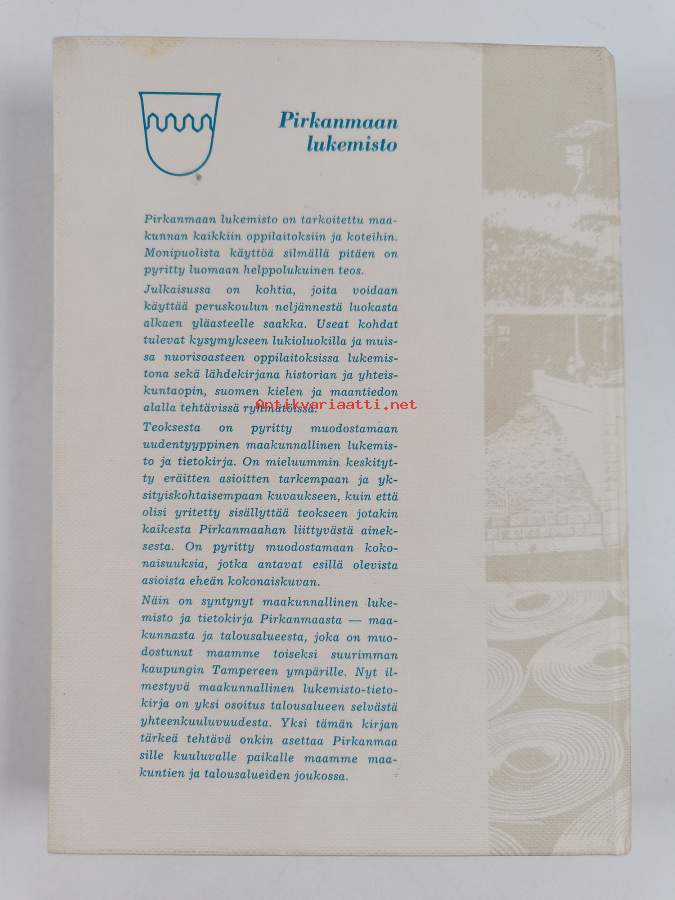 Pirkanmaan
lukemisto
Pirkanmaan lukemisto on tarkoitettu maa-
kunnan kaikkiin oppilaitoksiin ja koteihin.
Monipuolista käyttöä silmällä pitäen on
pyritty luomaan helppolukuinen teos.
Julkaisussa on kohtia, joita voidaan
käyttää peruskoulun neljännestä luokasta
alkaen yläasteelle saakka. Useat kohdat
tulevat kysymykseen lukioluokilla ja muis-
sa nuorisoasteen oppilaitoksissa lukemis-
tona sekä lähdekirjana historian ja yhteis-
kuntaopin, suomen kielen ja maantiedon
alalla tehtävissä ryhmätöissä.
Antikvariaatti.net
Teoksesta on pyritty muodostamaan
uudentyyppinen maakunnallinen lukemis-
to ja tietokirja. On mieluummin keskityt-
ty eräitten asioitten tarkempaan ja yk-
sityiskohtaisempaan kuvaukseen, kuin että
olisi yritetty sisällyttää teokseen jotakin
kaikesta Pirkanmaahan liittyvästä ainek-
sesta. On pyritty muodostamaan koko-
naisuuksia, jotka antavat esillä olevista
asioista eheän kokonaiskuvan.
Näin on syntynyt maakunnallinen luke-
misto ja tietokirja Pirkanmaasta — maa-
kunnasta ja talousalueesta, joka on muo-
dostunut maamme toiseksi suurimman
kaupungin Tampereen ympärille. Nyt il-
mestyvä maakunnallinen lukemisto-tieto-
kirja on yksi osoitus talousalueen selvästä
yhteenkuuluvuudesta. Yksi tämän kirjan
tärkeä tehtävä onkin asettaa Pirkanmaa
sille kuuluvalle paikalle maamme maa-
kuntien ja talousalueiden joukossa.